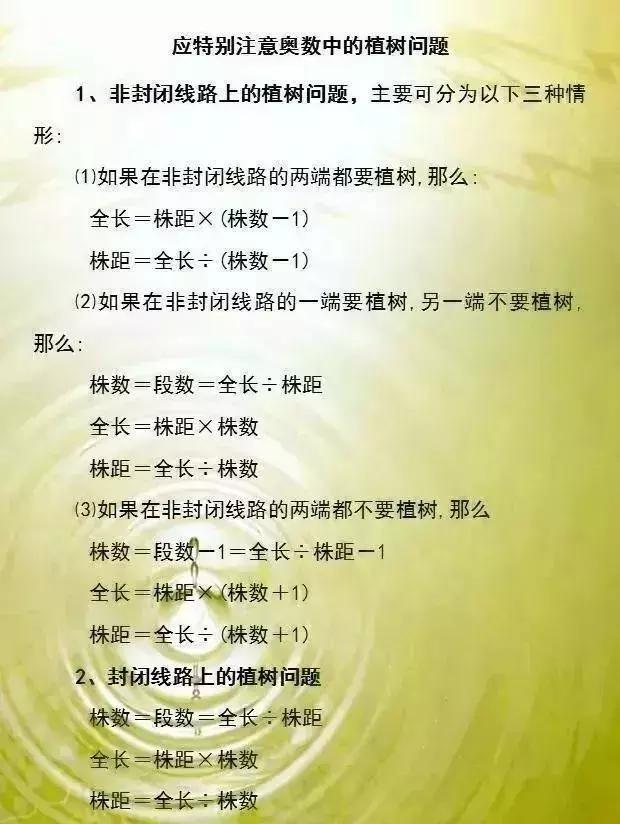 应特别注意奥数中的植树问题
1、非封闭线路上的植树问题，主要可分为以下三种情
形：
⑴如果在非封闭线路的两端都要植树,那么：
全长＝株距×(株数－1)
株距＝全长÷(株数－1)
⑵如果在非封闭线路的一端要植树,另一端不要植树,
那么：
株数＝段数＝全长÷株距
全长＝株距×株数
株距＝全长÷株数
⑶如果在非封闭线路的两端都不要植树,那么
株数＝段数－1＝全长÷株距－1
全长＝株距×(株数＋1)
株距＝全长÷(株数＋1)
2、封闭线路上的植树问题
株数＝段数＝全长÷株距
全长＝株距×株数
株距＝全长÷株数